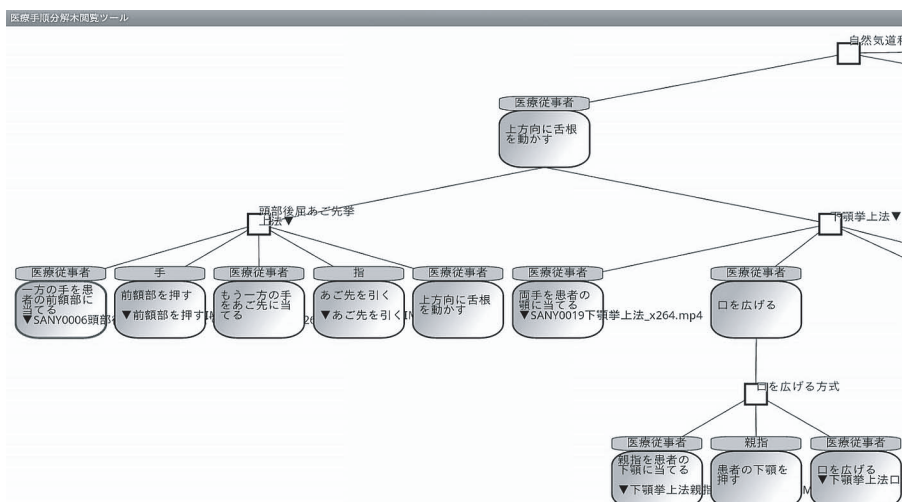 医療手順分解木閲覧ツール
自然気道
医療従事者
上方向に舌根
を動かす
頭部後屈あご先挙
上法▼
下顎挙上法▼
医療従事者
一方の手を患
者の前額部に
当てる
▼SANY0006頭部
手
前額部を押す
▼前額部を押す
医療従事者
もう一方の手
をあご先に当
てる
指
あご先を引く
▼あご先を引く
医療従事者
上方向に舌根
を動かす
医療従事者
両手を患者の
顎に当てる
▼SANY0019下顎挙上法_x264.mp4
医療従事者
口を広げる
口を広げる方式
医療従事者
親指を患者の
下顎に当てる
▼下顎挙上法親指
親指
患者の下顎を
押す
医療従事者
口を広げる
▼下顎挙上法口